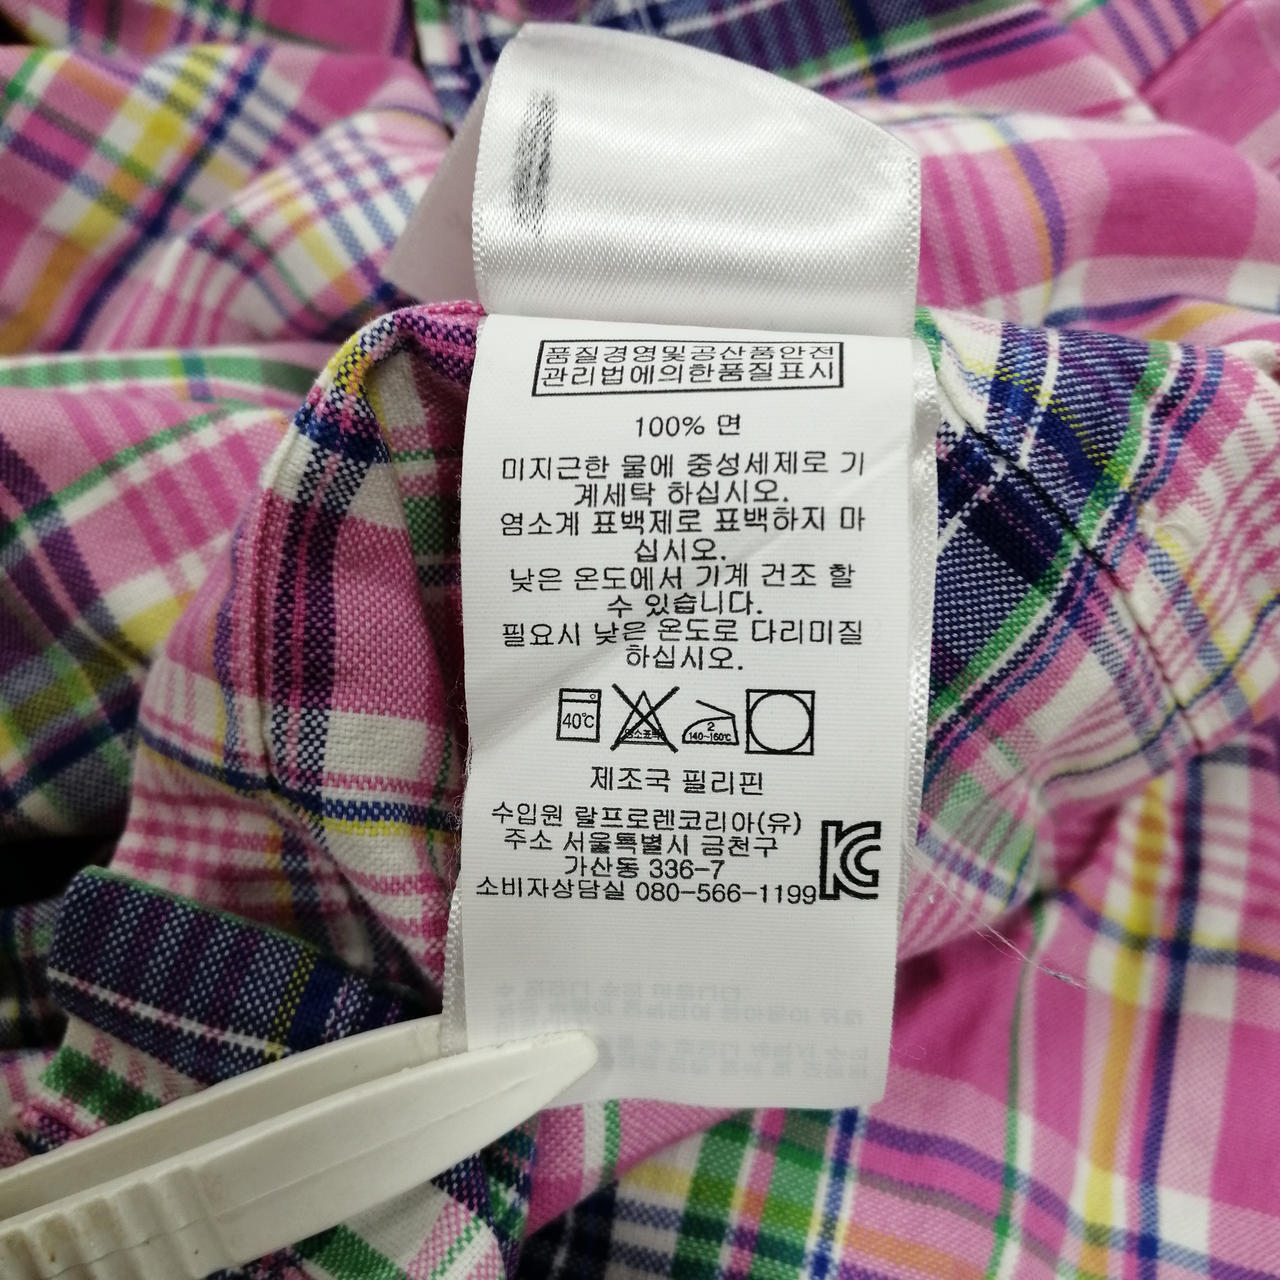 품질경영및공산품안전
관리법에의한품질표시
100% 면
미지근한 물에 중성세제로 기
계세탁 하십시오.
염소계 표백제로 표백하지 마
십시오.
낮은 온도에서 기계 건조 할
수 있습니다.
필요시 낮은 온도로 다리미질
하십시오.
40℃
염소표백
2
140~160℃
제조국 필리핀
수입원 랄프로렌코리아(유)
주소 서울특별시 금천구
가산동 336-7
소비자상담실 080-566-1199